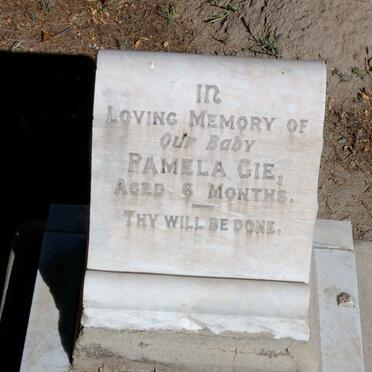 In
Loving Memory of
Our Baby
Pamela Gie,
Aged 6 Months.
Thy will be done.